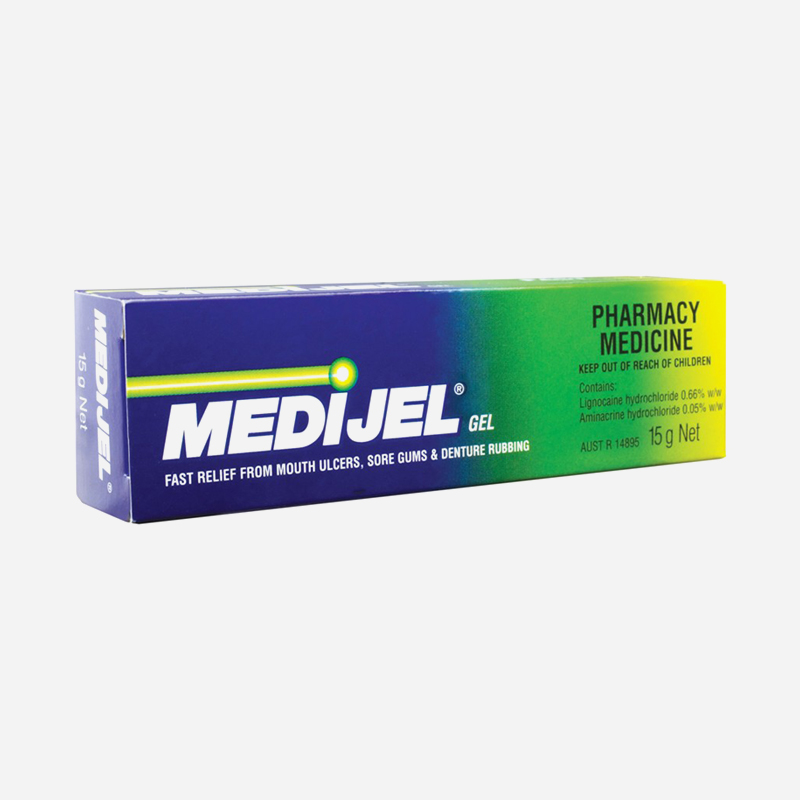 MEDIJEL®
15 g Net
MEDIJEL® GEL
FAST RELIEF FROM MOUTH ULCERS, SORE GUMS & DENTURE RUBBING
PHARMACY
MEDICINE
KEEP OUT OF REACH OF CHILDREN
Contains:
Lignocaine hydrochloride 0.66% w/w
Aminacrine hydrochloride 0.05% w/w
AUST R 14895 15 g Net